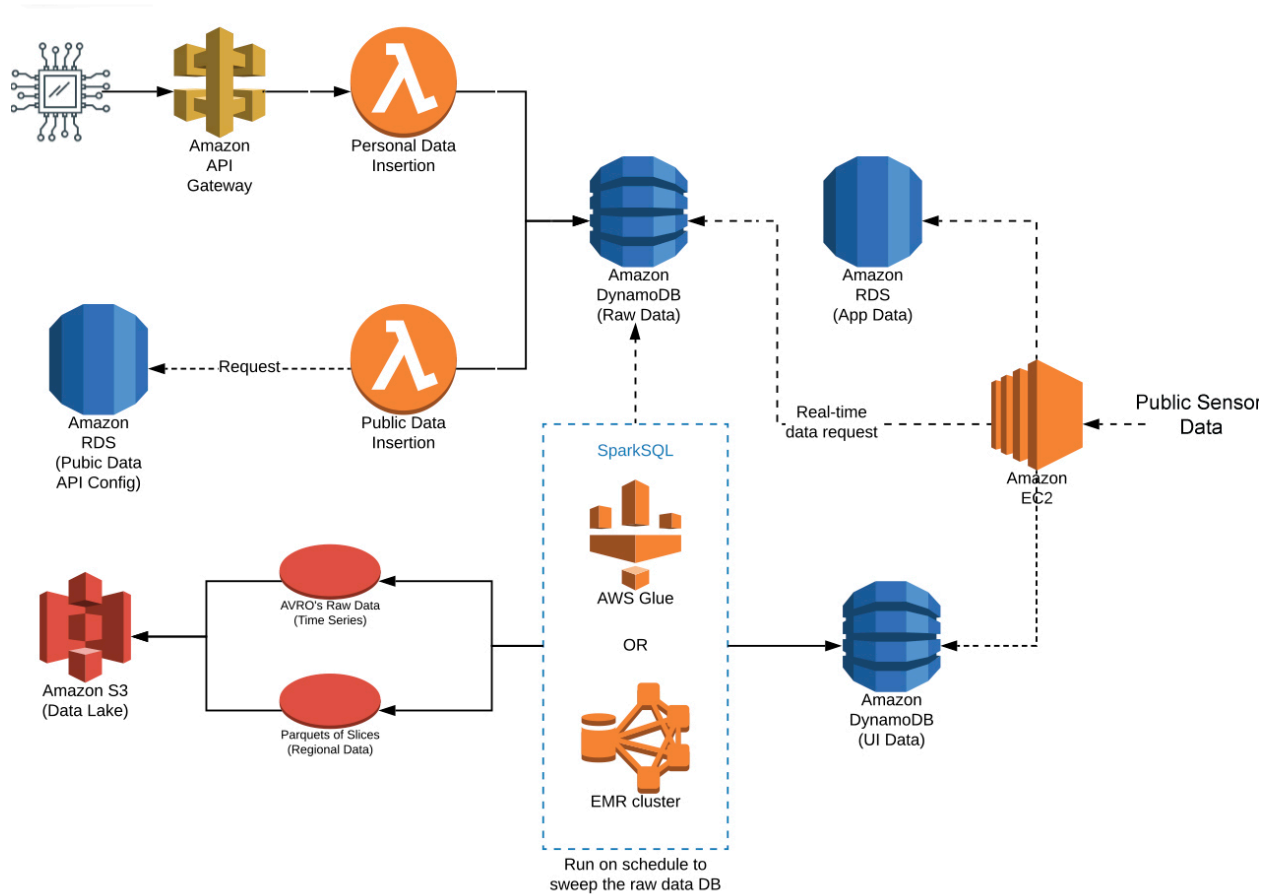 Amazon
API
Gateway
Personal Data
Insertion
Amazon
DynamoDB
(Raw Data)
Amazon
RDS
(App Data)
Amazon
RDS
(Pubic Data
API Config)
Request
Public Data
Insertion
Real-time
data request
Amazon
EC2
Public Sensor
Data
SparkSQL
AWS Glue
OR
EMR cluster
Run on schedule to
sweep the raw data DB
AVRO's Raw Data
(Time Series)
Parquets of Slices
(Regional Data)
Amazon S3
(Data Lake)
Amazon
DynamoDB
(UI Data)